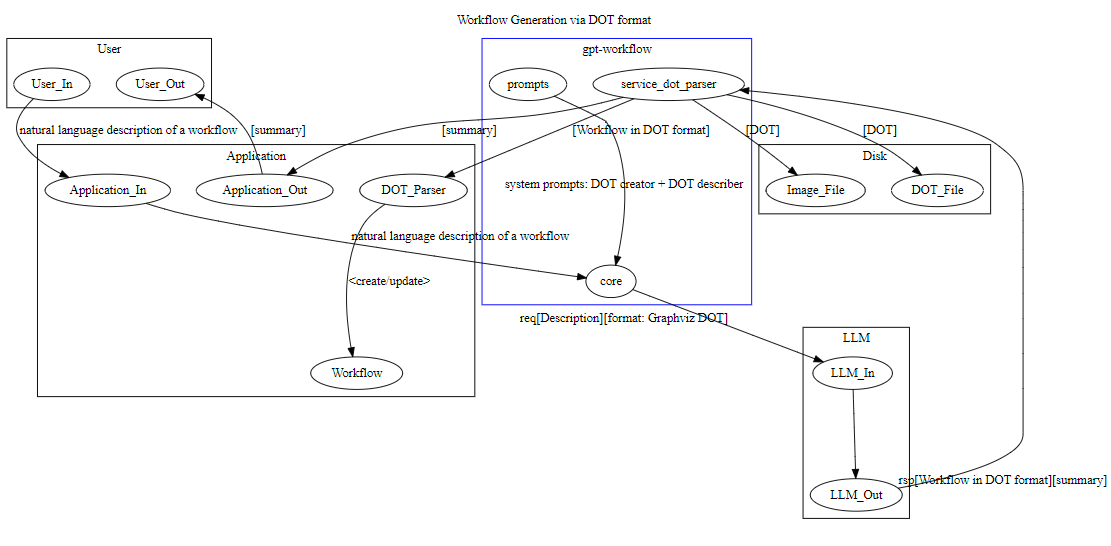 Workflow Generation via DOT format
User
gpt-workflow
User_In
User_Out
prompts
service_dot_parser
natural language description of a workflow
[summary]
[summary]
[Workflow in DOT format]
[DOT]
[DOT]
Application
Disk
Application_In
Application_Out
DOT_Parser
system prompts: DOT creator + DOT describer
Image_File
DOT_File
natural language description of a workflow
<create/update>
core
req[Description][format: Graphviz DOT]
LLM
Workflow
LLM_In
rsp[Workflow in DOT format][summary]
LLM_Out